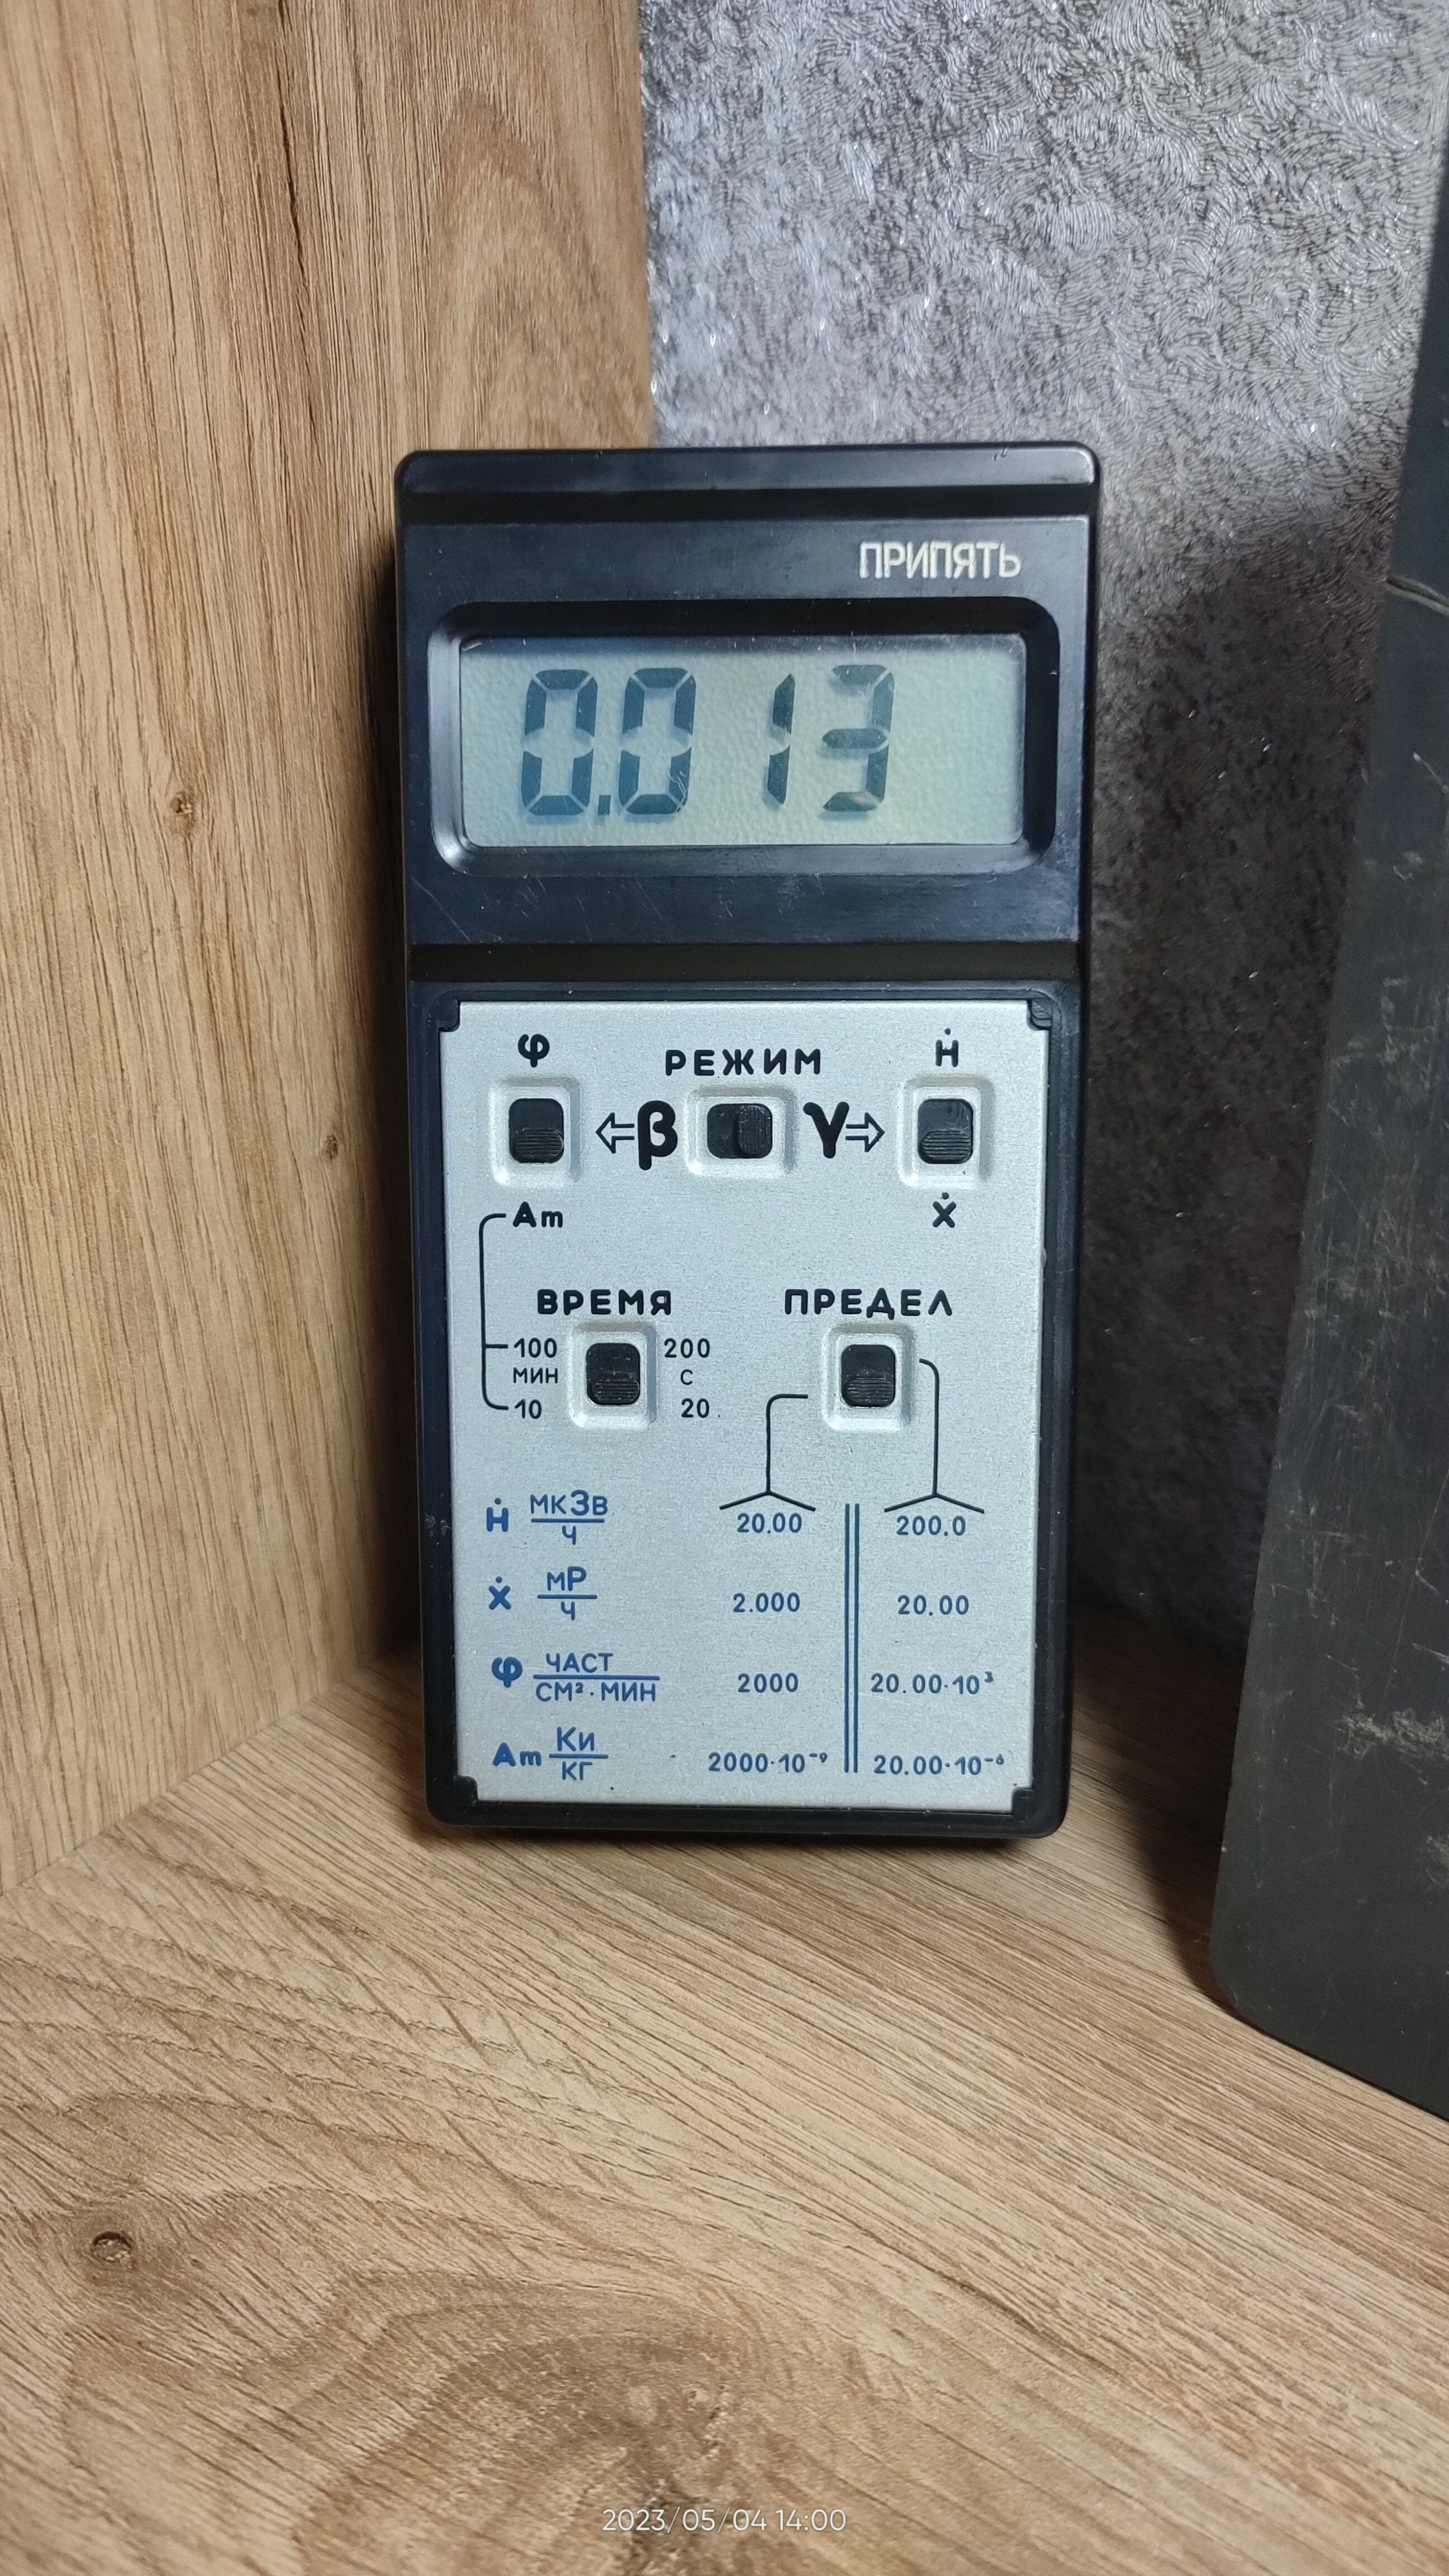 ПРИПЯТЬ
0.013
φ РЕЖИМ Ḣ
⇦β γ⇨
Am Ẋ
ВРЕМЯ ПРЕДЕЛ
100 200
МИН С
10 20
Ḣ мкЗв/ч 20.00 200.0
Ẋ мР/ч 2.000 20.00
φ ЧАСТ/СМ²·МИН 2000 20.00·10³
Am Ки/кг 2000·10⁻⁹ 20.00·10⁻⁶
2023/05/04 14:00